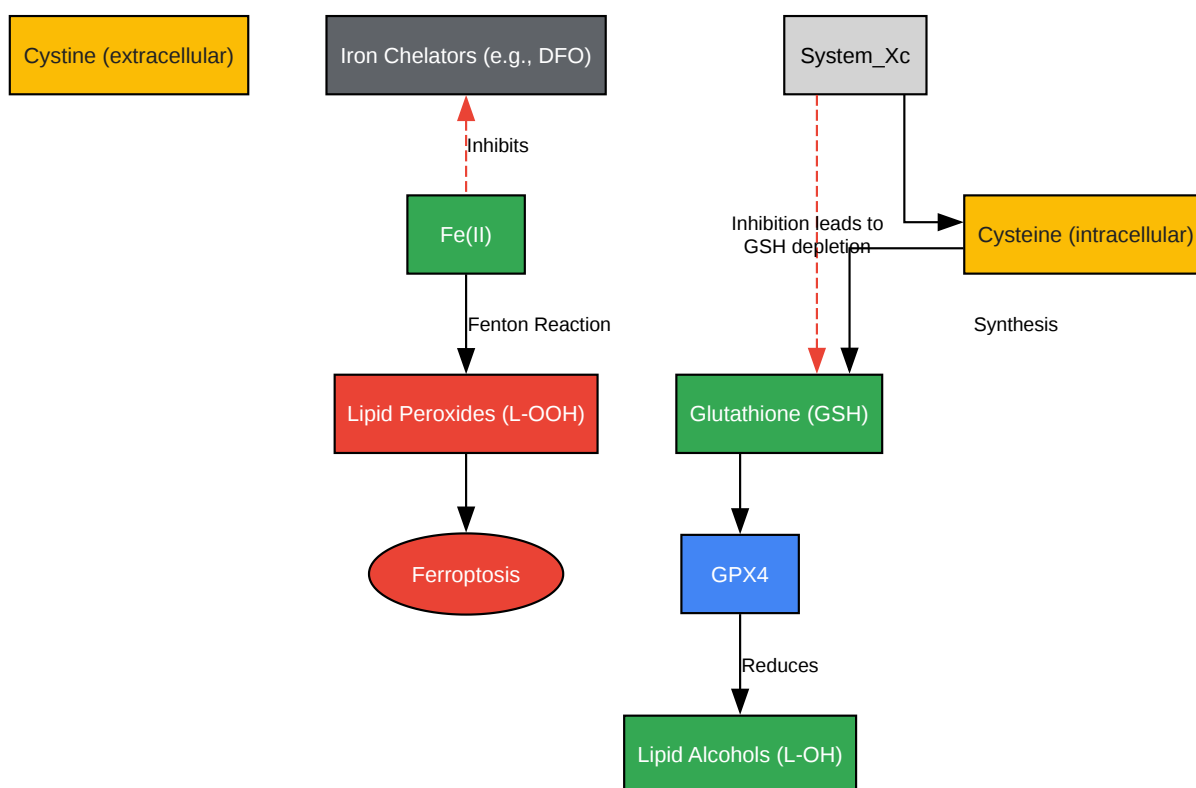 Cystine (extracellular)
Iron Chelators (e.g., DFO)
System_Xc
Inhibits
Fe(II)
Inhibition leads to
GSH depletion
Cysteine (intracellular)
Fenton Reaction
Synthesis
Lipid Peroxides (L-OOH)
Glutathione (GSH)
Ferroptosis
GPX4
Reduces
Lipid Alcohols (L-OH)